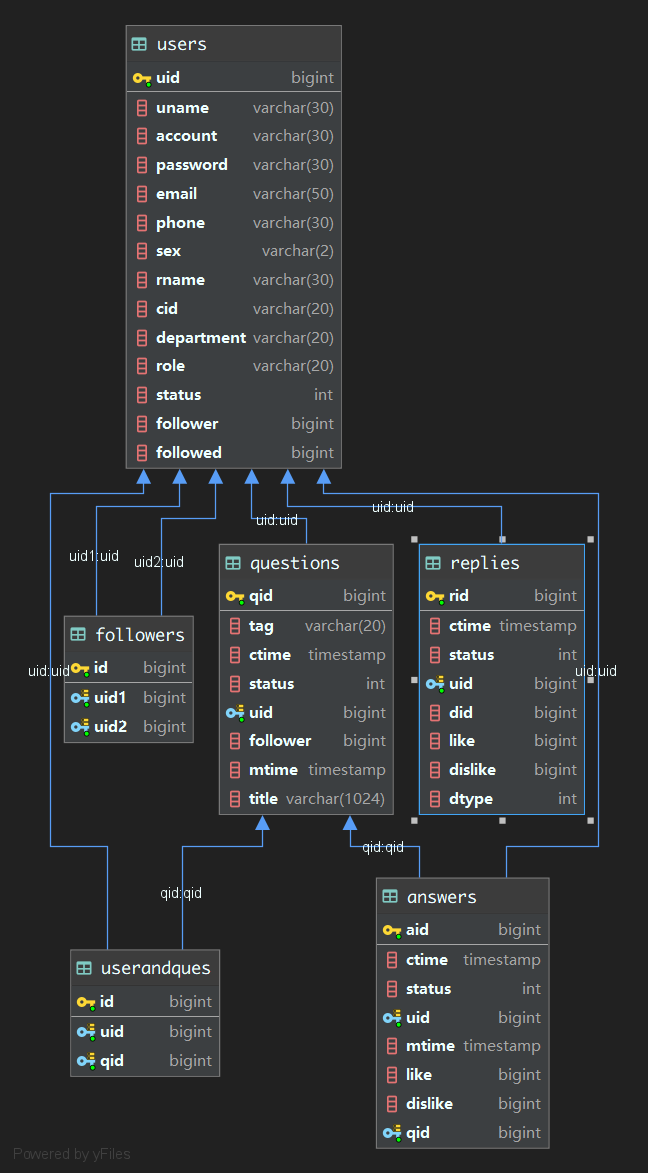 users
uid bigint
uname varchar(30)
account varchar(30)
password varchar(30)
email varchar(50)
phone varchar(30)
sex varchar(2)
rname varchar(30)
cid varchar(20)
department varchar(20)
role varchar(20)
status int
follower bigint
followed bigint
uid:uid
uid1:uid
uid2:uid
uid:uid
uid:uid
uid:uid
followers
id bigint
uid1 bigint
uid2 bigint
questions
qid bigint
tag varchar(20)
ctime timestamp
status int
uid bigint
follower bigint
mtime timestamp
title varchar(1024)
replies
rid bigint
ctime timestamp
status int
uid bigint
did bigint
like bigint
dislike bigint
dtype int
qid:qid
qid:qid
userandques
id bigint
uid bigint
qid bigint
answers
aid bigint
ctime timestamp
status int
uid bigint
mtime timestamp
like bigint
dislike bigint
qid bigint
Powered by yFiles